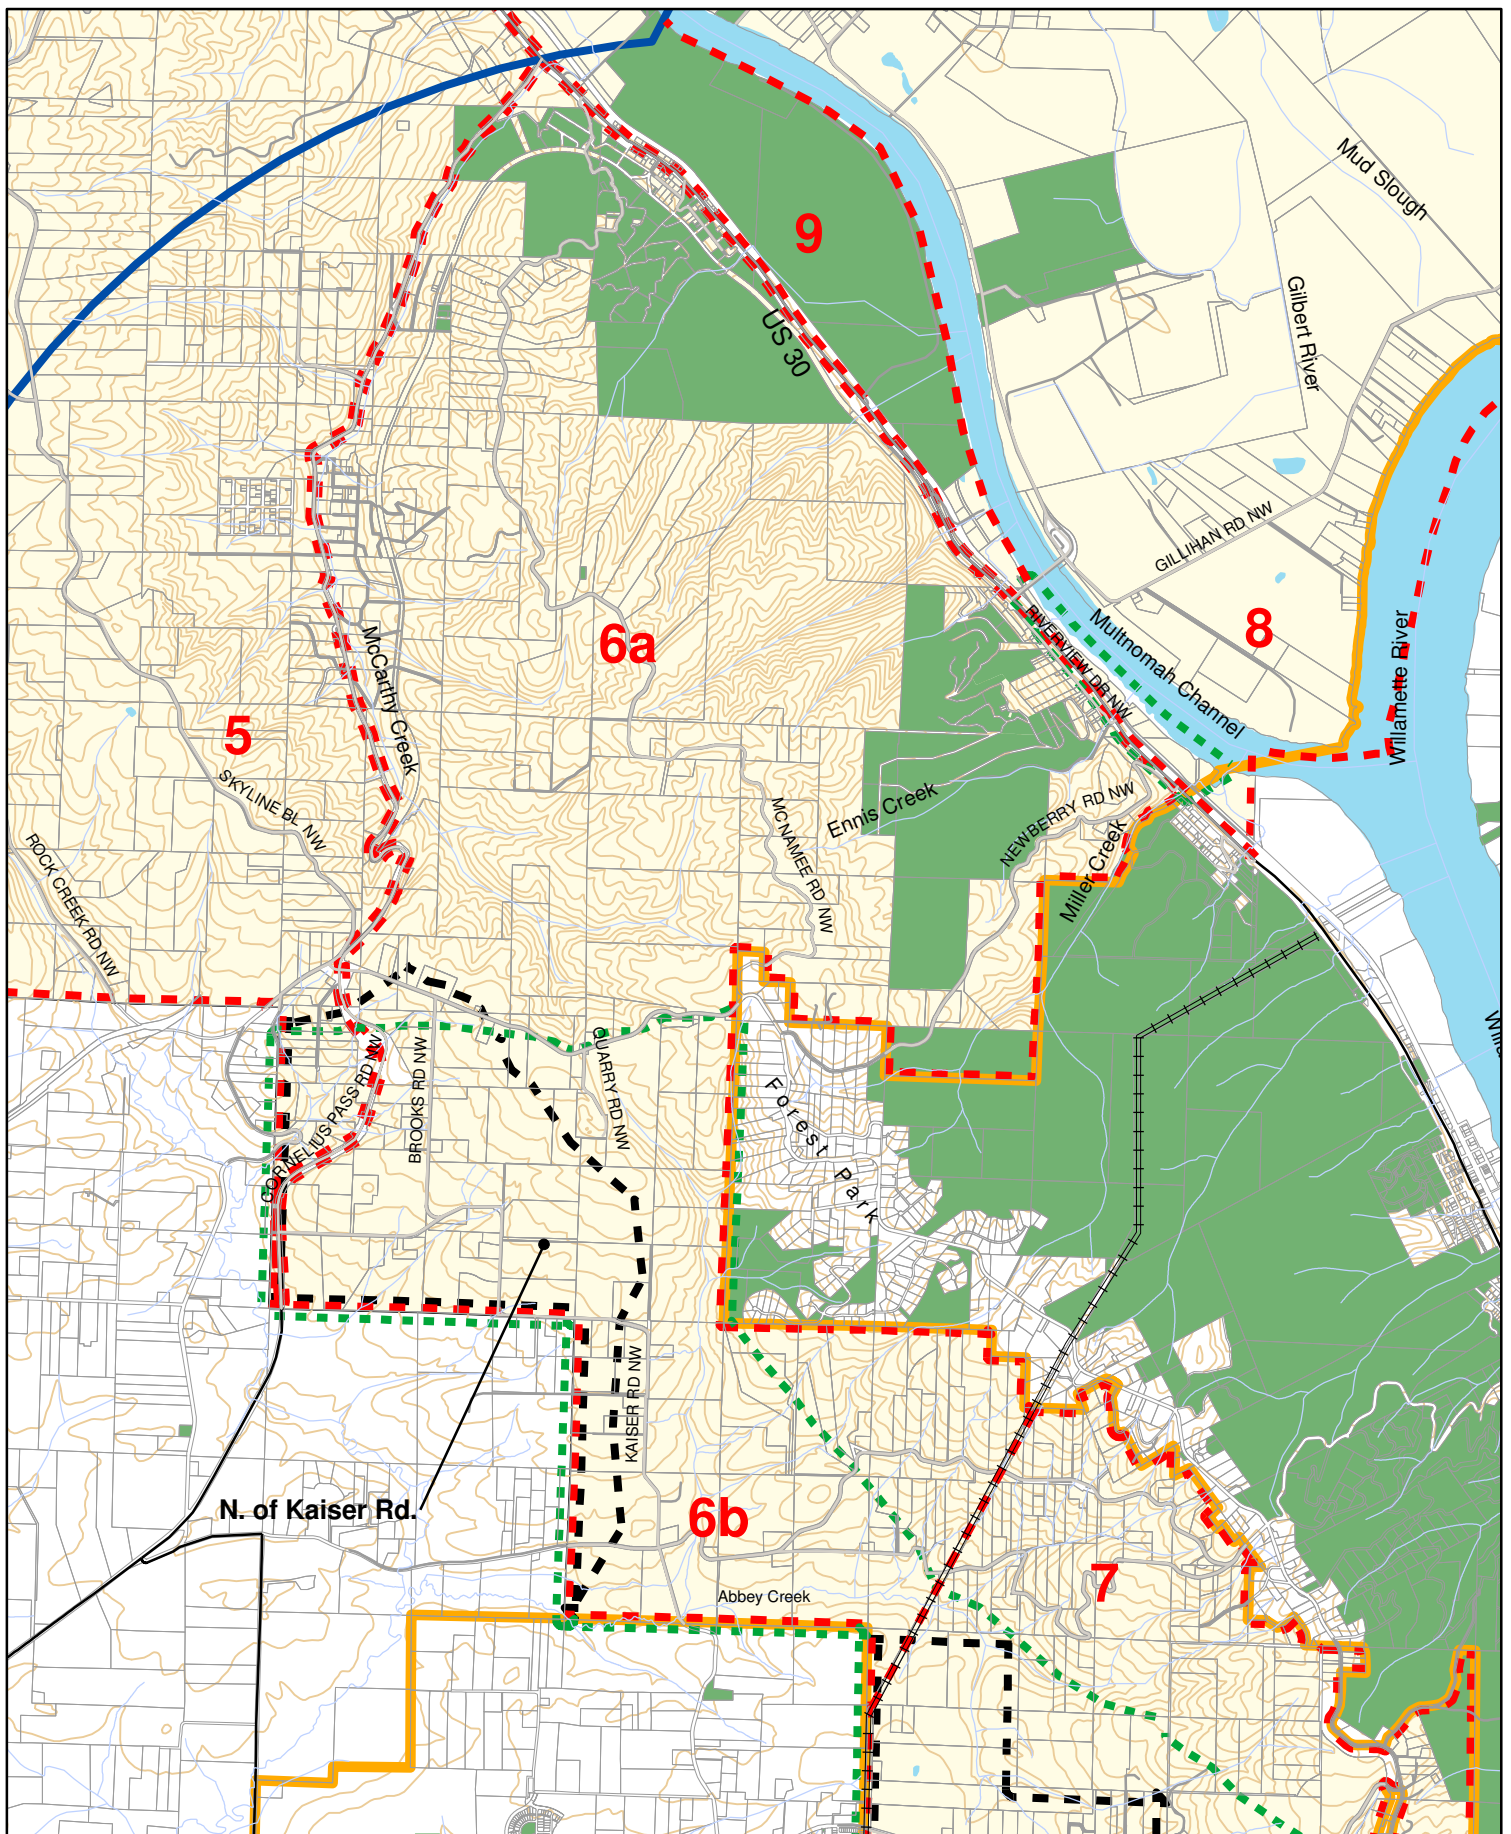 Mud Slough
9
Gilbert River
US 30
GILLIHAN RD NW
8
RIVERVIEW DR NW
Multnomah Channel
Willamette River
6a
McCarthy Creek
5
SKYLINE BL NW
MC NAMEE RD NW
Ennis Creek
NEWBERRY RD NW
Miller Creek
ROCK CREEK RD NW
CORNELIUS PASS RD NW
BROOKS RD NW
QUARRY RD NW
Forest Park
KAISER RD NW
N. of Kaiser Rd.
6b
7
Abbey Creek